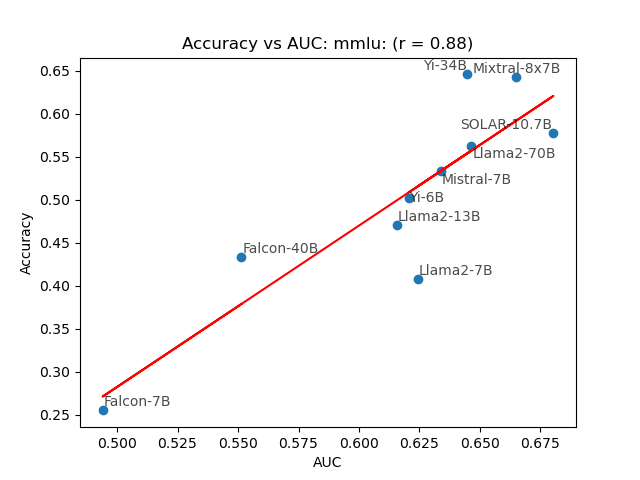 Accuracy vs AUC: mmlu: (r = 0.88)
0.65
0.60
0.55
0.50
0.45
0.40
0.35
0.30
0.25
Accuracy
Yi-34B
Mixtral-8x7B
SOLAR-10.7B
Llama2-70B
Mistral-7B
Yi-6B
Llama2-13B
Falcon-40B
Llama2-7B
Falcon-7B
0.500
0.525
0.550
0.575
0.600
0.625
0.650
0.675
AUC